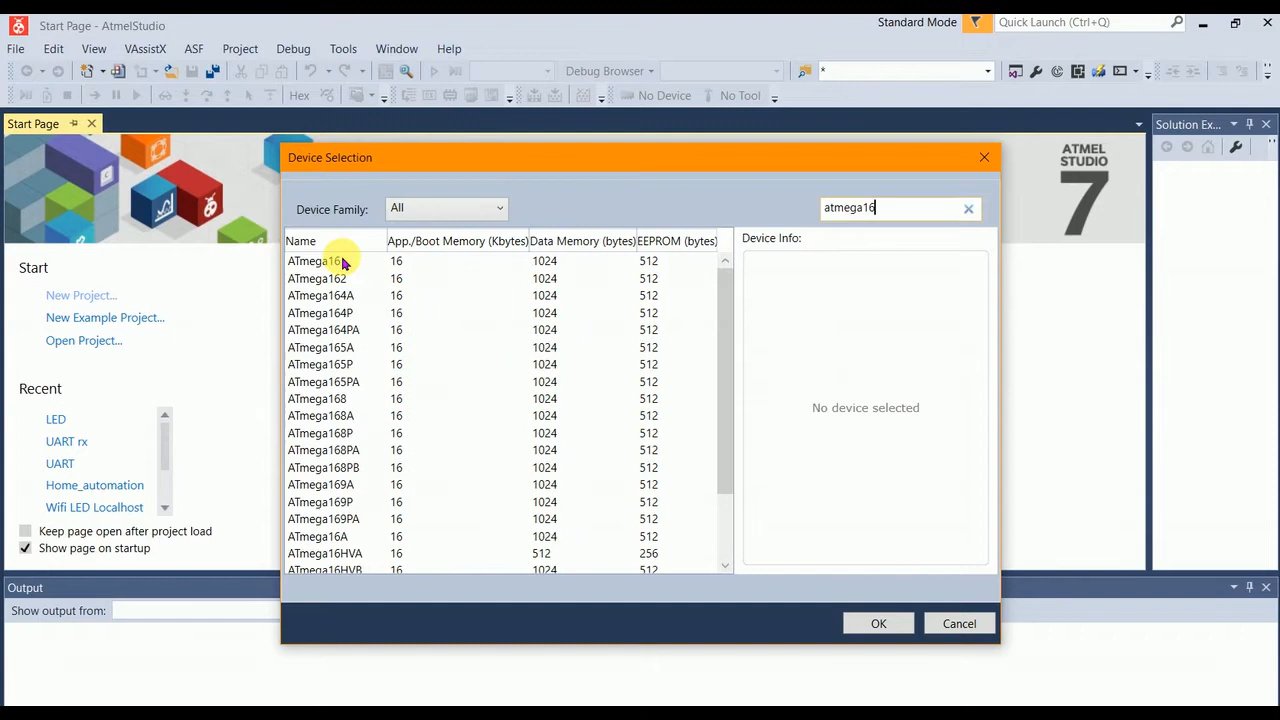 Start Page - AtmelStudio
Standard Mode
Quick Launch (Ctrl+Q)
File Edit View VAssistX ASF Project Debug Tools Window Help
Debug Browser
*
Hex
No Device
No Tool
Start Page
Solution Ex...
ATMEL
STUDIO
7
Device Selection
Device Family:
All
atmega16
Name App./Boot Memory (Kbytes) Data Memory (bytes) EEPROM (bytes)
ATmega16 16 1024 512
ATmega162 16 1024 512
ATmega164A 16 1024 512
ATmega164P 16 1024 512
ATmega164PA 16 1024 512
ATmega165A 16 1024 512
ATmega165P 16 1024 512
ATmega165PA 16 1024 512
ATmega168 16 1024 512
ATmega168A 16 1024 512
ATmega168P 16 1024 512
ATmega168PA 16 1024 512
ATmega168PB 16 1024 512
ATmega169A 16 1024 512
ATmega169P 16 1024 512
ATmega169PA 16 1024 512
ATmega16A 16 1024 512
ATmega16HVA 16 512 256
ATmega16HVB 16 1024 512
Device Info:
No device selected
OK
Cancel
Start
New Project...
New Example Project...
Open Project...
Recent
LED
UART rx
UART
Home_automation
Wifi LED Localhost
Keep page open after project load
Show page on startup
Output
Show output from: